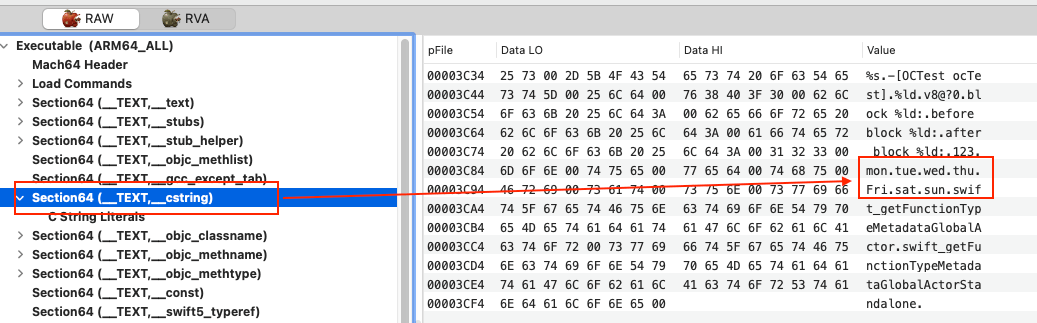 RAW RVA
Executable (ARM64_ALL)
Mach64 Header
Load Commands
Section64 (__TEXT,__text)
Section64 (__TEXT,__stubs)
Section64 (__TEXT,__stub_helper)
Section64 (__TEXT,__objc_methlist)
Section64 (__TEXT,__gcc_except_tab)
Section64 (__TEXT,__cstring)
C String Literals
Section64 (__TEXT,__objc_classname)
Section64 (__TEXT,__objc_methname)
Section64 (__TEXT,__objc_methtype)
Section64 (__TEXT,__const)
Section64 (__TEXT,__swift5_typeref)
pFile Data LO Data HI Value
00003C34 25 73 00 2D 5B 4F 43 54 65 73 74 20 6F 63 54 65 %s.-[OCTest ocTe
00003C44 73 74 5D 00 25 6C 64 00 76 38 40 3F 30 00 62 6C st].%ld.v8@?0.bl
00003C54 6F 63 6B 20 25 6C 64 3A 00 62 65 66 6F 72 65 20 ock %ld:.before
00003C64 62 6C 6F 63 6B 20 25 6C 64 3A 00 61 66 74 65 72 block %ld:.after
00003C74 20 62 6C 6F 63 6B 20 25 6C 64 3A 00 31 32 33 00 block %ld:.123.
00003C84 6D 6F 6E 00 74 75 65 00 77 65 64 00 74 68 75 00 mon.tue.wed.thu.
00003C94 46 72 69 00 73 61 74 00 73 75 6E 00 73 77 69 66 Fri.sat.sun.swif
00003CA4 74 5F 67 65 74 46 75 6E 63 74 69 6F 6E 54 79 70 t_getFunctionTyp
00003CB4 65 4D 65 74 61 64 61 74 61 47 6C 6F 62 61 6C 41 eMetadataGlobalA
00003CC4 63 74 6F 72 00 73 77 69 66 74 5F 67 65 74 46 75 ctor.swift_getFu
00003CD4 6E 63 74 69 6F 6E 54 79 70 65 4D 65 74 61 64 61 nctionTypeMetada
00003CE4 74 61 47 6C 6F 62 61 6C 41 63 74 6F 72 53 74 61 taGlobalActorSta
00003CF4 6E 64 61 6C 6F 6E 65 00 ndalone.